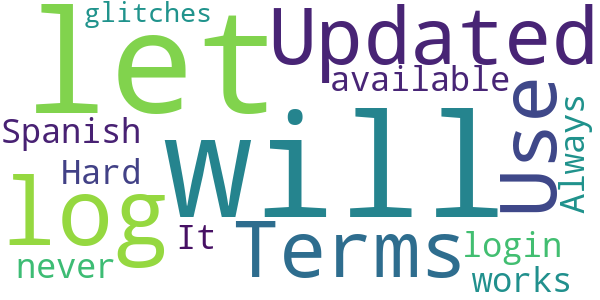 glitches
let
Updated
available
Use
Always
Spanish
Will
Hard
log
It
Terms
login
never
works